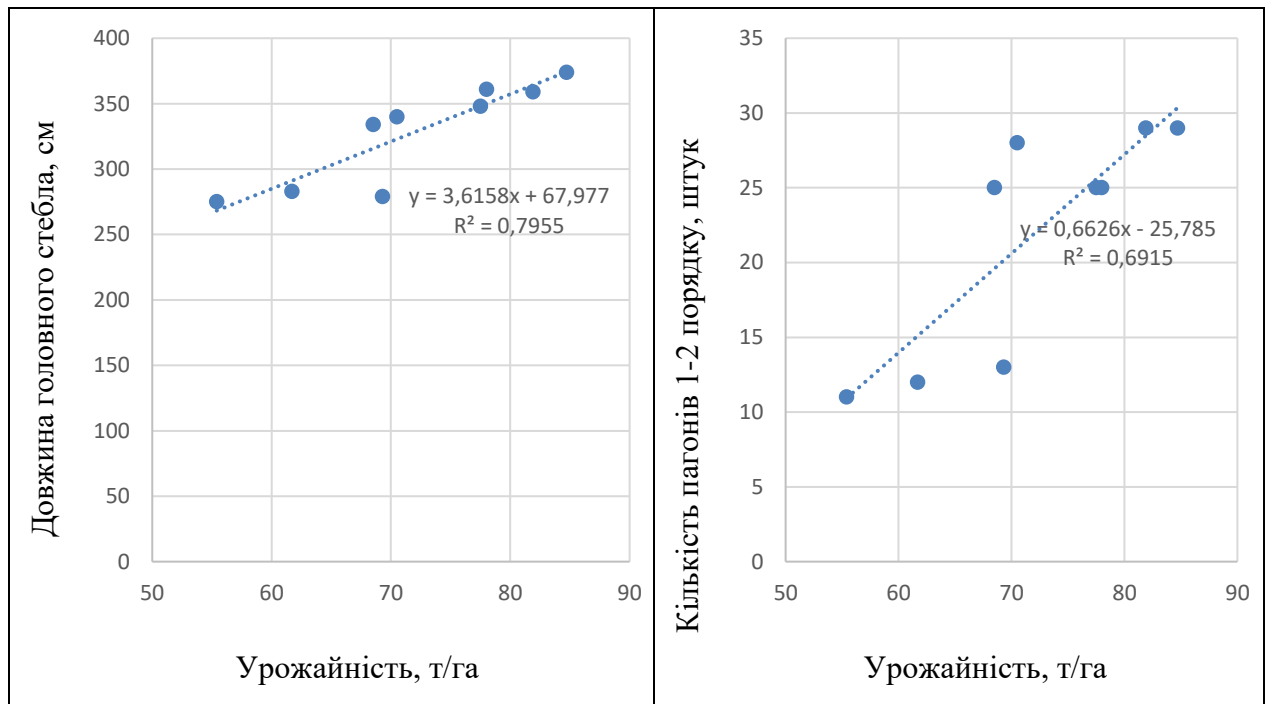 400
350
300
250
200
150
100
50
0
50 60 70 80 90
Довжина головного стебла, см
Урожайність, т/га
y = 3,6158x + 67,977
R² = 0,7955
35
30
25
20
15
10
5
0
50 60 70 80 90
Кількість пагонів 1-2 порядку, штук
Урожайність, т/га
y = 0,6626x - 25,785
R² = 0,6915